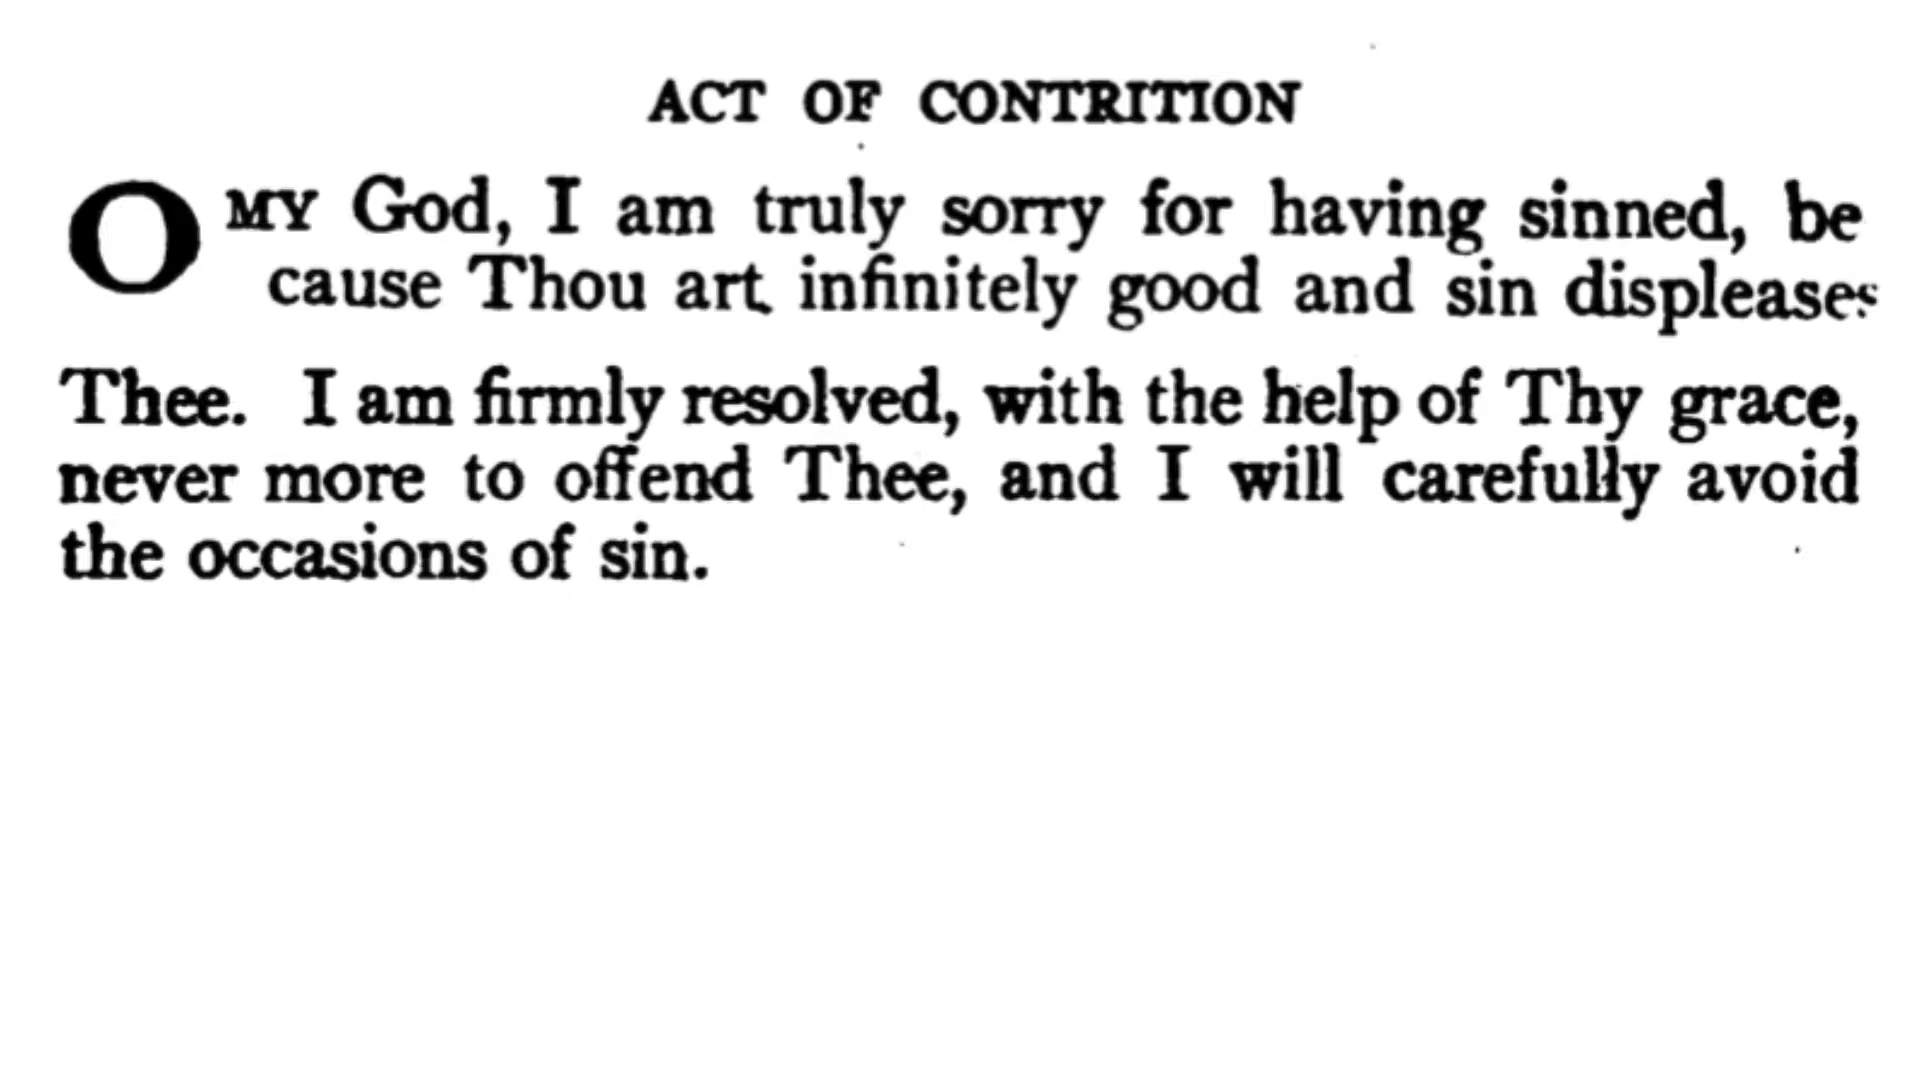 ACT OF CONTRITION
O MY God, I am truly sorry for having sinned, be
cause Thou art infinitely good and sin displeases
Thee. I am firmly resolved, with the help of Thy grace,
never more to offend Thee, and I will carefully avoid
the occasions of sin.